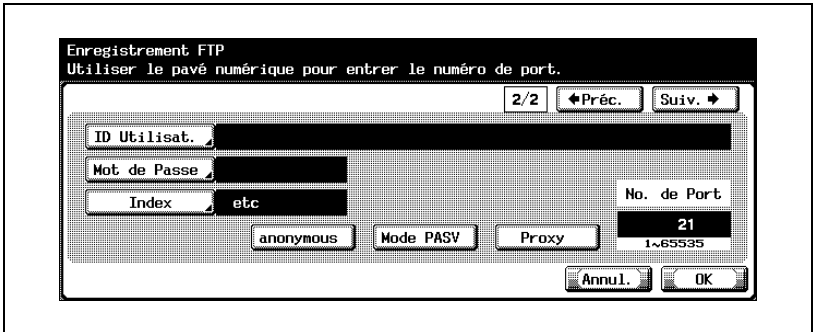 Enregistrement FTP
Utiliser le pavé numérique pour entrer le numéro de port.
2/2 Préc. Suiv.
ID Utilisat.
Mot de Passe
Index etc
No. de Port
21
1~65535
anonymous Mode PASV Proxy
Annul. OK